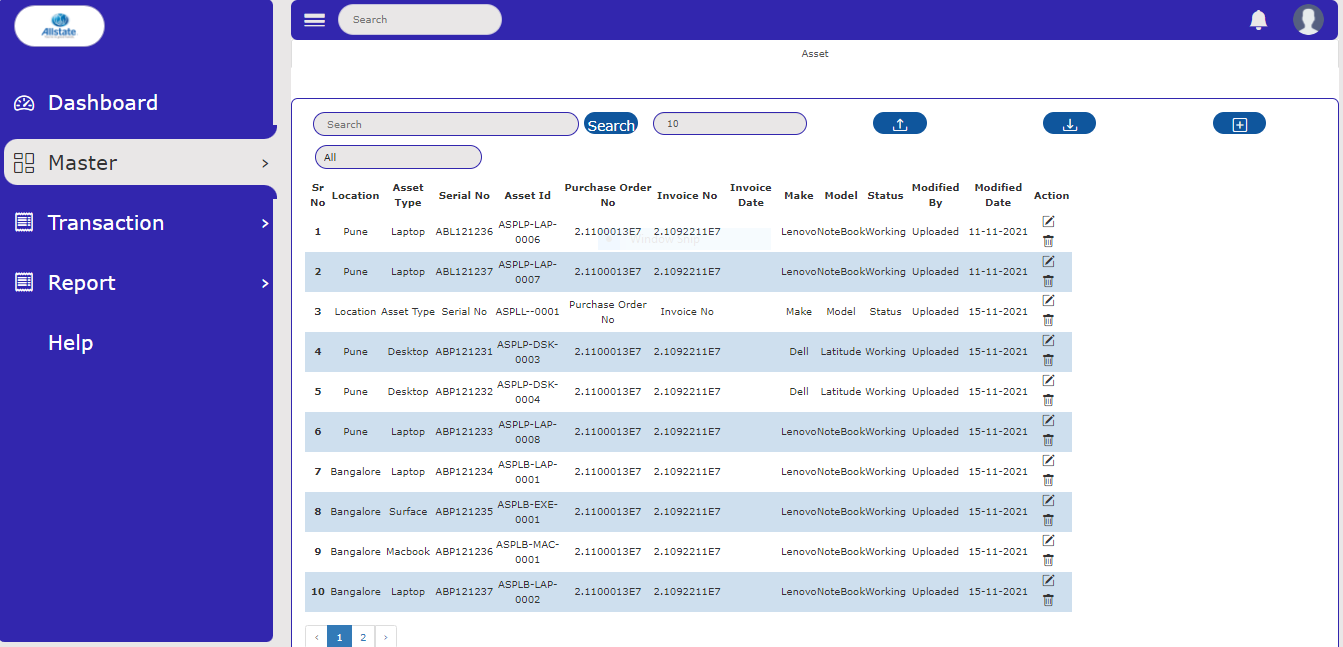 Allstate
Search
Asset
Dashboard
Master
Transaction
Report
Help
Search Search 10
All
Sr No Location Asset Type Serial No Asset Id Purchase Order No Invoice No Invoice Date Make Model Status Modified By Modified Date Action
1 Pune Laptop ABL121236 ASPLP-LAP-0006 2.1100013E7 2.1092211E7 Lenovo NoteBook Working Uploaded 11-11-2021
Window Snip
2 Pune Laptop ABL121237 ASPLP-LAP-0007 2.1100013E7 2.1092211E7 Lenovo NoteBook Working Uploaded 11-11-2021
3 Location Asset Type Serial No ASPLL--0001 Purchase Order No Invoice No Make Model Status Uploaded 15-11-2021
4 Pune Desktop ABP121231 ASPLP-DSK-0003 2.1100013E7 2.1092211E7 Dell Latitude Working Uploaded 15-11-2021
5 Pune Desktop ABP121232 ASPLP-DSK-0004 2.1100013E7 2.1092211E7 Dell Latitude Working Uploaded 15-11-2021
6 Pune Laptop ABP121233 ASPLP-LAP-0008 2.1100013E7 2.1092211E7 Lenovo NoteBook Working Uploaded 15-11-2021
7 Bangalore Laptop ABP121234 ASPLB-LAP-0001 2.1100013E7 2.1092211E7 Lenovo NoteBook Working Uploaded 15-11-2021
8 Bangalore Surface ABP121235 ASPLB-EXE-0001 2.1100013E7 2.1092211E7 Lenovo NoteBook Working Uploaded 15-11-2021
9 Bangalore Macbook ABP121236 ASPLB-MAC-0001 2.1100013E7 2.1092211E7 Lenovo NoteBook Working Uploaded 15-11-2021
10 Bangalore Laptop ABP121237 ASPLB-LAP-0002 2.1100013E7 2.1092211E7 Lenovo NoteBook Working Uploaded 15-11-2021
‹ 1 2 ›